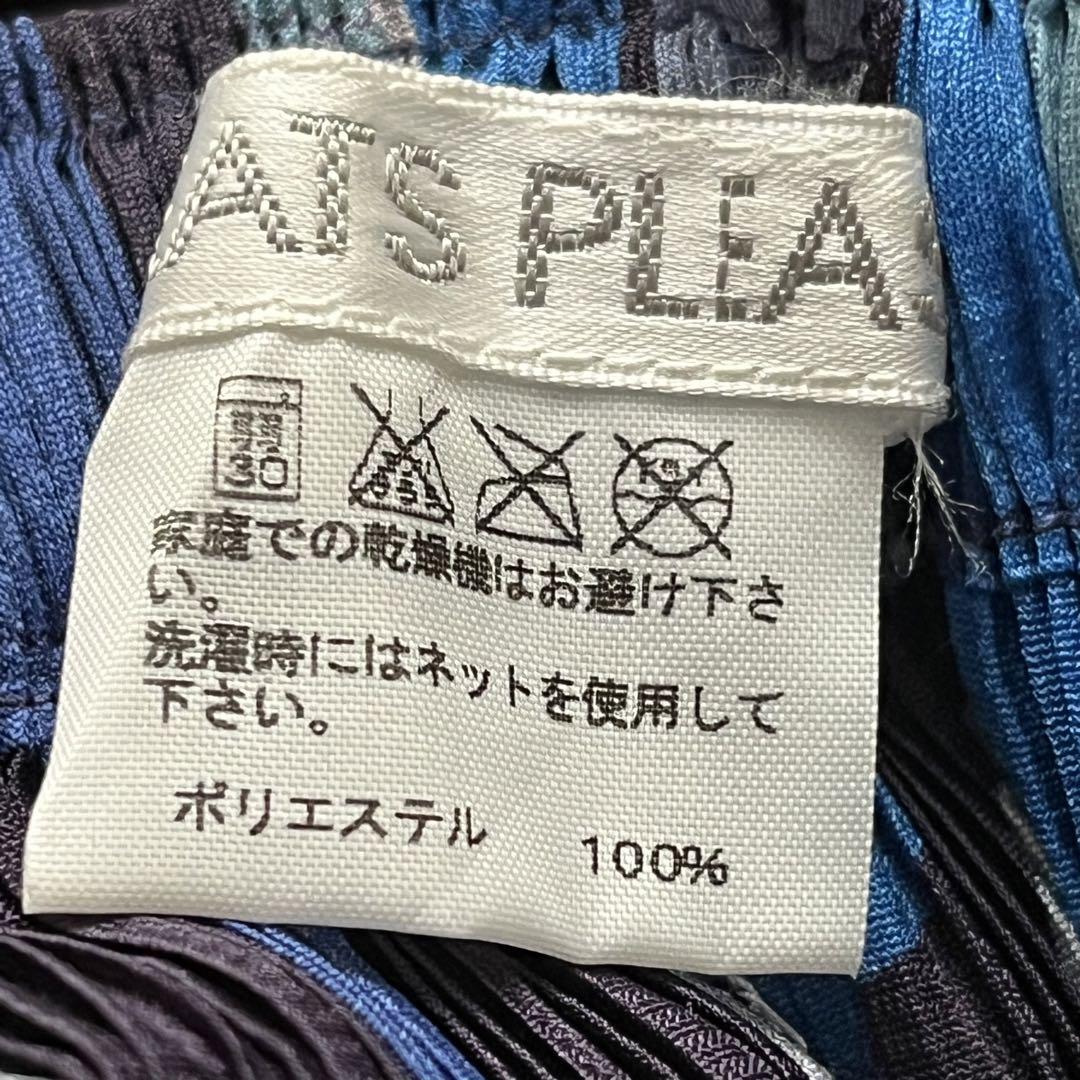 ATS PLEA
30
家庭での乾燥機はお避け下さ
い。
洗濯時にはネットを使用して
下さい。
ポリエステル 100%